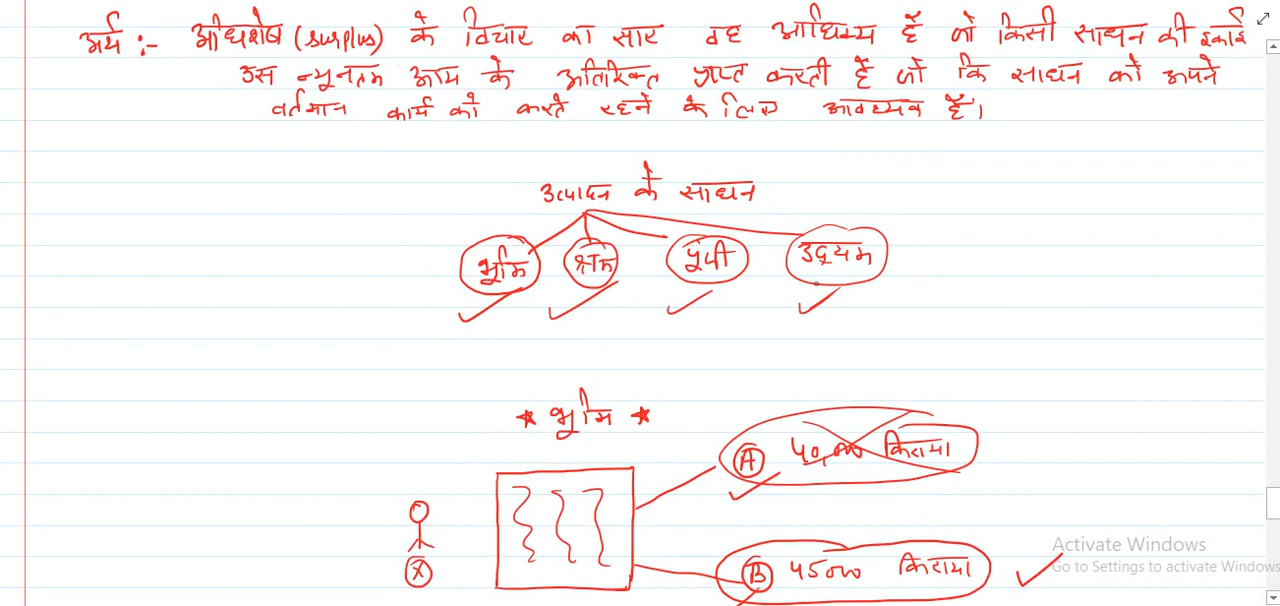 अर्थ :- अधिशेष (surplus) के विचार का सार वह आधिक्य है जो किसी साधन की इकाई
उस न्यूनतम आय के अतिरिक्त प्राप्त करती है जो कि साधन को अपने
वर्तमान कार्य को करते रहने के लिए आवश्यक है।
उत्पादन के साधन
भूमि श्रम पूंजी उद्यम
* भूमि *
A 40,000 किराया
X
B 45000 किराया
Activate Windows
Go to Settings to activate Windows